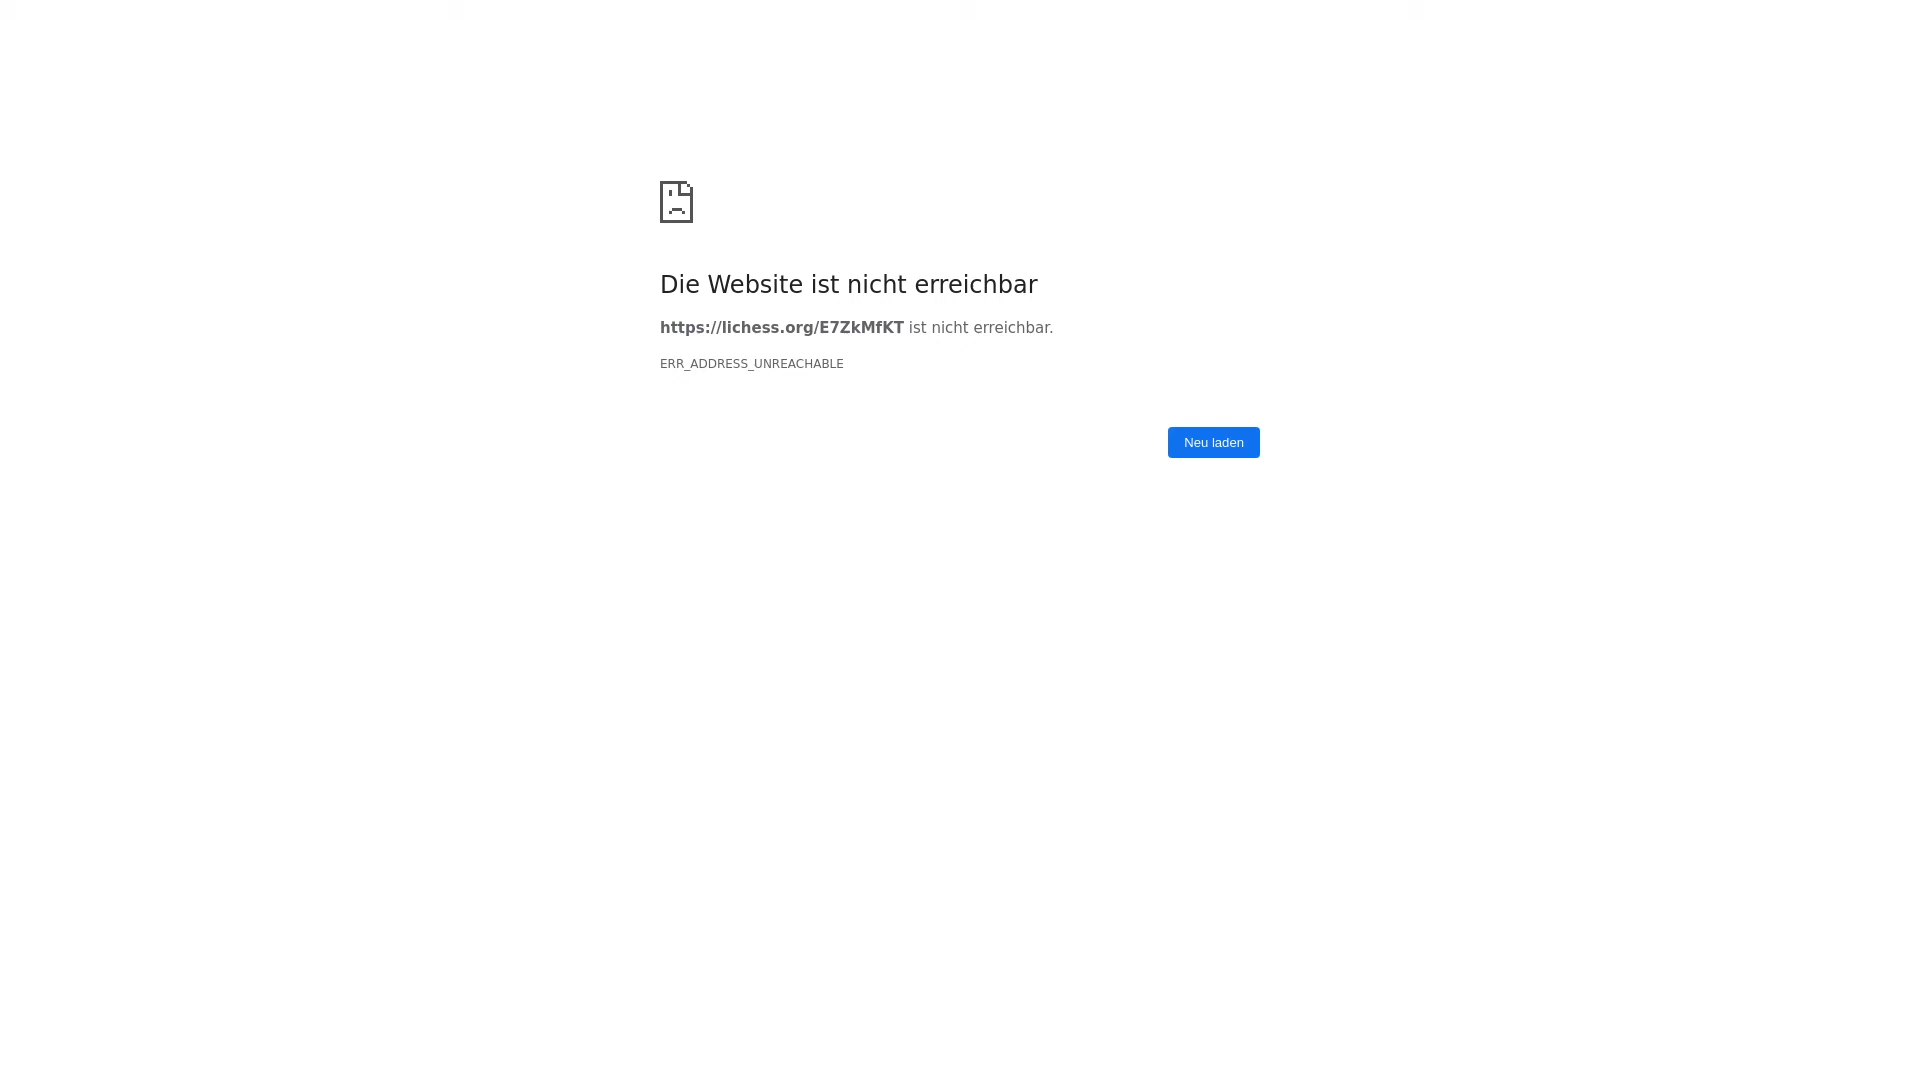 Die Website ist nicht erreichbar
https://lichess.org/E7ZkMfKT ist nicht erreichbar.
ERR_ADDRESS_UNREACHABLE
Neu laden